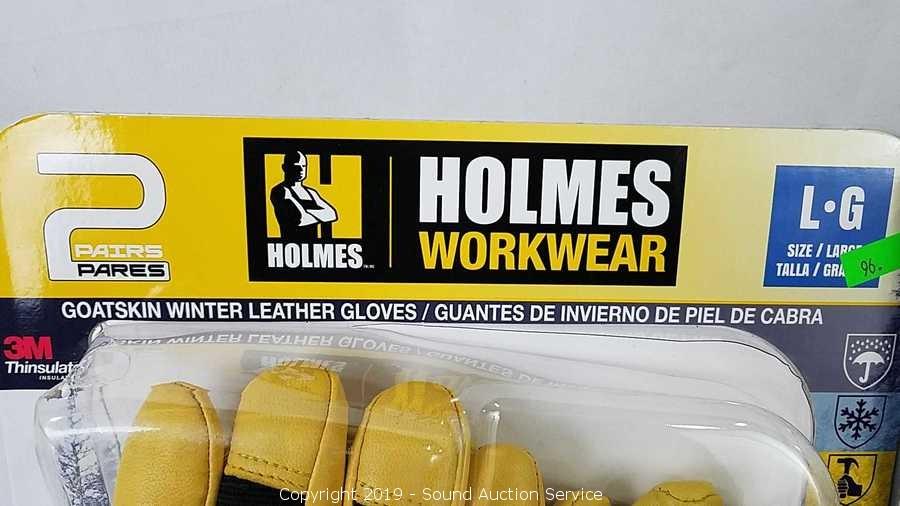 2
PAIRS
PARES
HOLMES
HOLMES
WORKWEAR
L•G
SIZE / LARGE
TALLA /
96.-
GOATSKIN WINTER LEATHER GLOVES / GUANTES DE INVIERNO DE PIEL DE CABRA
3M
Thinsulate
Copyright 2019 - Sound Auction Service